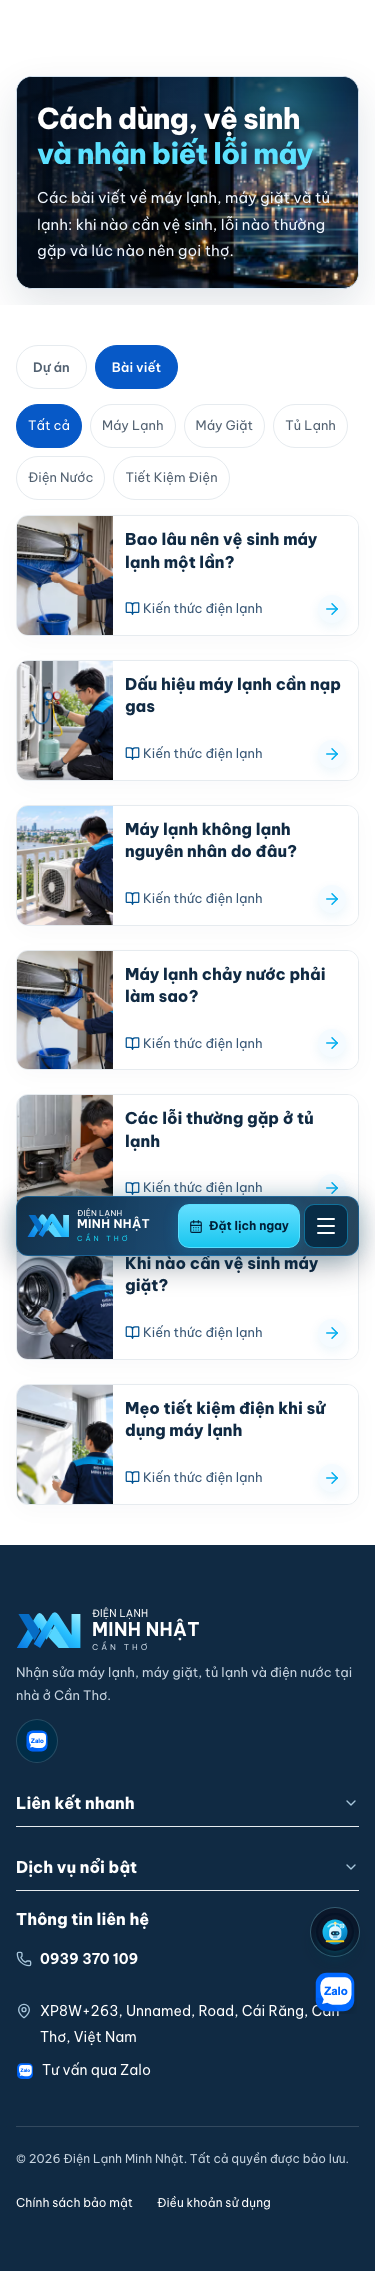 Cách dùng, vệ sinh
và nhận biết lỗi máy
Các bài viết về máy lạnh, máy giặt và tủ
lạnh: khi nào cần vệ sinh, lỗi nào thường
gặp và lúc nào nên gọi thợ.
Dự án
Bài viết
Tất cả
Máy Lạnh
Máy Giặt
Tủ Lạnh
Điện Nước
Tiết Kiệm Điện
Bao lâu nên vệ sinh máy
lạnh một lần?
Kiến thức điện lạnh
Dấu hiệu máy lạnh cần nạp
gas
Kiến thức điện lạnh
Máy lạnh không lạnh
nguyên nhân do đâu?
Kiến thức điện lạnh
Máy lạnh chảy nước phải
làm sao?
Kiến thức điện lạnh
Các lỗi thường gặp ở tủ
lạnh
Kiến thức điện lạnh
ĐIỆN LẠNH
MINH NHẬT
CẦN THƠ
Đặt lịch ngay
Khi nào cần vệ sinh máy
giặt?
Kiến thức điện lạnh
Mẹo tiết kiệm điện khi sử
dụng máy lạnh
Kiến thức điện lạnh
ĐIỆN LẠNH
MINH NHẬT
CẦN THƠ
Nhận sửa máy lạnh, máy giặt, tủ lạnh và điện nước tại
nhà ở Cần Thơ.
Zalo
Liên kết nhanh
Dịch vụ nổi bật
Thông tin liên hệ
0939 370 109
Zalo
XP8W+263, Unnamed, Road, Cái Răng, Cần
Thơ, Việt Nam
Zalo
Tư vấn qua Zalo
© 2026 Điện Lạnh Minh Nhật. Tất cả quyền được bảo lưu.
Chính sách bảo mật
Điều khoản sử dụng